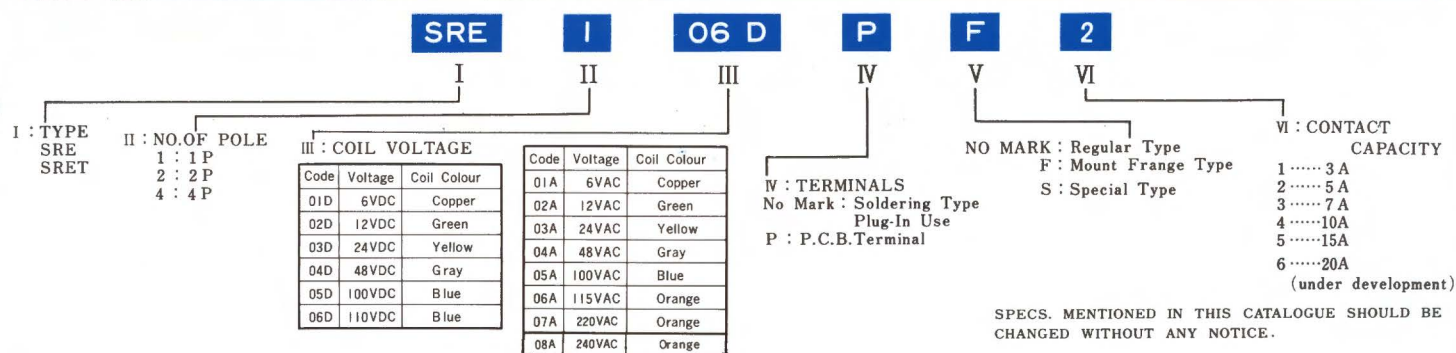 SRE 1 06 D P F 2
I II III IV V VI
I : TYPE
SRE
SRET
II : NO.OF POLE
1 : 1P
2 : 2P
4 : 4P
III : COIL VOLTAGE
Code Voltage Coil Colour
01D 6VDC Copper
02D 12VDC Green
03D 24VDC Yellow
04D 48VDC Gray
05D 100VDC Blue
06D 110VDC Blue
Code Voltage Coil Colour
01A 6VAC Copper
02A 12VAC Green
03A 24VAC Yellow
04A 48VAC Gray
05A 100VAC Blue
06A 115VAC Orange
07A 220VAC Orange
08A 240VAC Orange
IV : TERMINALS
No Mark : Soldering Type
Plug-In Use
P : P.C.B.Terminal
NO MARK : Regular Type
F : Mount Frange Type
S : Special Type
VI : CONTACT
CAPACITY
1 ······ 3A
2 ······ 5A
3 ······ 7A
4 ······10A
5 ······15A
6 ······20A
(under development)
SPECS. MENTIONED IN THIS CATALOGUE SHOULD BE
CHANGED WITHOUT ANY NOTICE.